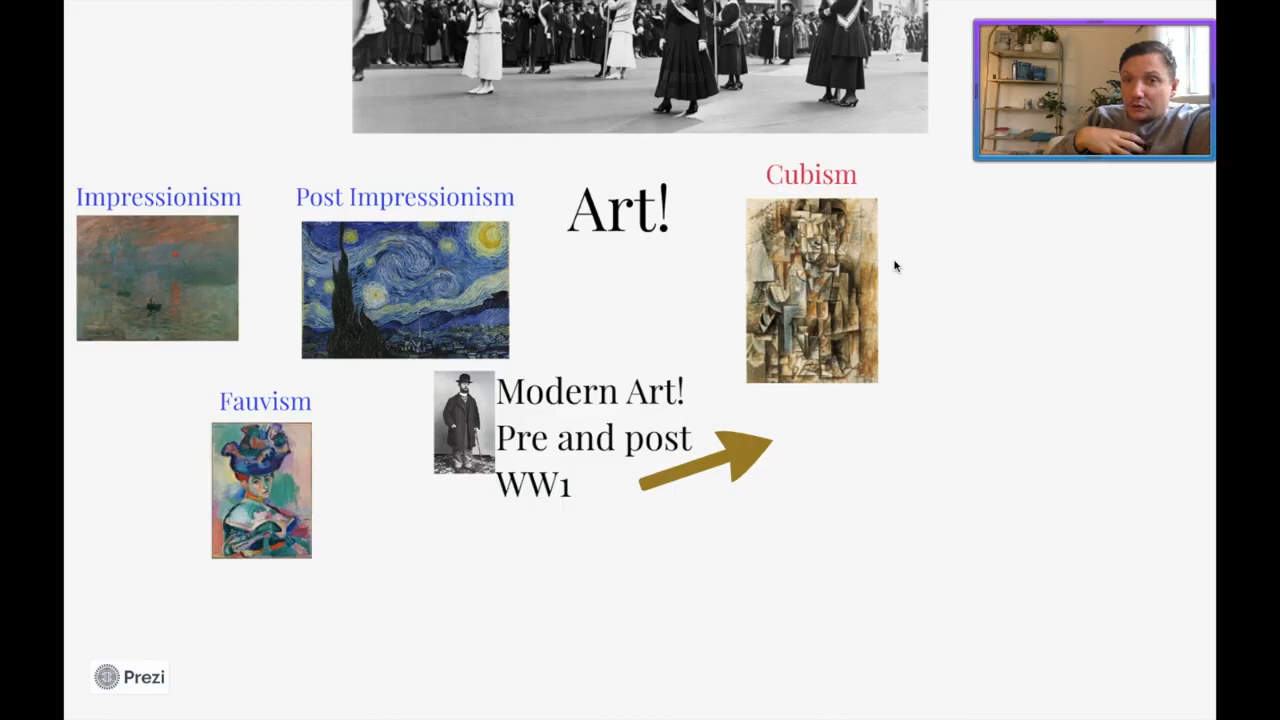 Impressionism
Post Impressionism
Art!
Cubism
Fauvism
Modern Art!
Pre and post
WW1
Prezi